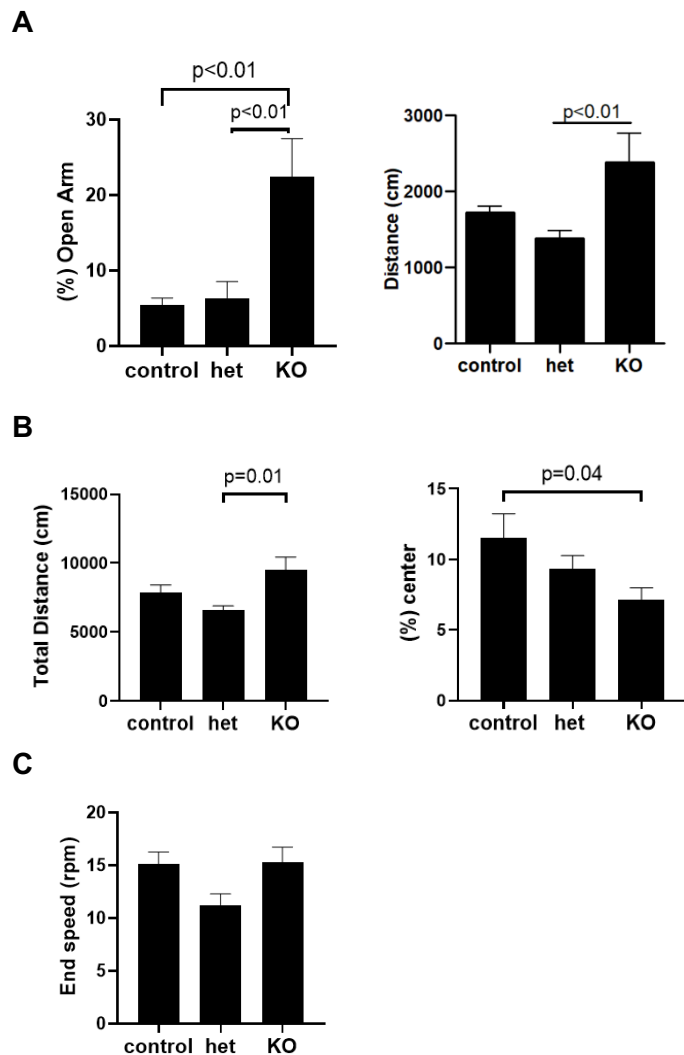 A
p<0.01
p<0.01
30
20
10
0
(%) Open Arm
control het KO
p<0.01
3000
2000
1000
0
Distance (cm)
control het KO
B
p=0.01
15000
10000
5000
0
Total Distance (cm)
control het KO
p=0.04
15
10
5
0
(%) center
control het KO
C
20
15
10
5
0
End speed (rpm)
control het KO